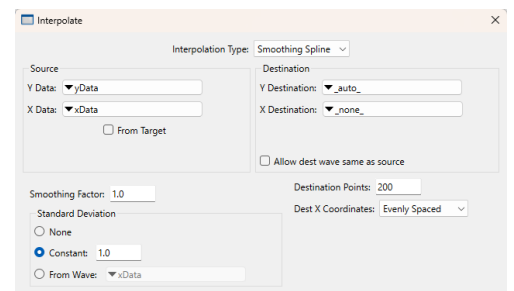 Interpolate
Interpolation Type: Smoothing Spline
Source
Y Data: yData
X Data: xData
From Target
Destination
Y Destination: _auto_
X Destination: _none_
Allow dest wave same as source
Smoothing Factor: 1.0
Standard Deviation
None
Constant: 1.0
From Wave: xData
Destination Points: 200
Dest X Coordinates: Evenly Spaced